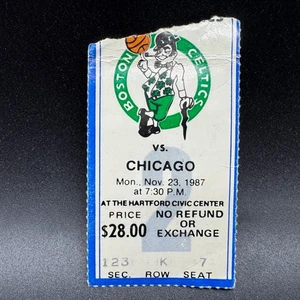 BOSTON CELTICS
VS.
CHICAGO
Mon., Nov. 23, 1987
at 7:30 P.M.
AT THE HARTFORD CIVIC CENTER
PRICE NO REFUND
OR
$28.00 EXCHANGE
2
123 K 7
SEC. ROW SEAT